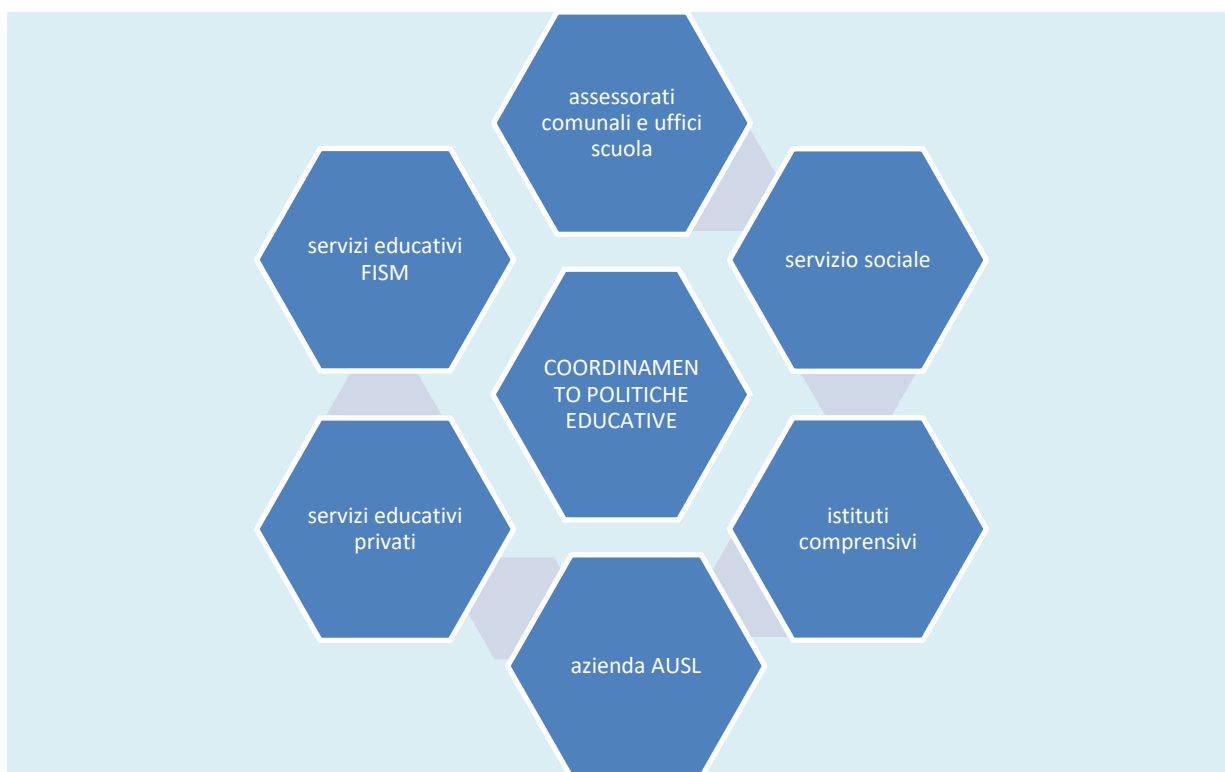 assessorati
comunali e uffici
scuola
servizi educativi
FISM
servizio sociale
COORDINAMEN
TO POLITICHE
EDUCATIVE
servizi educativi
privati
istituti
comprensivi
azienda AUSL